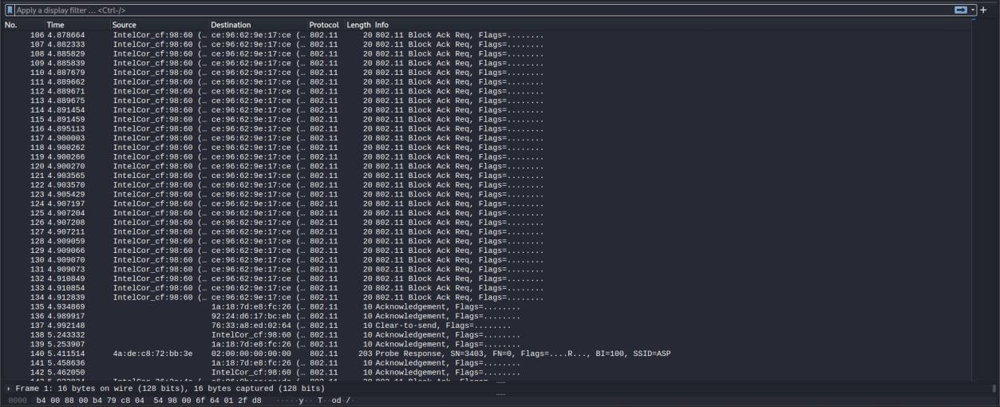 Apply a display filter ... <Ctrl-/>
No. Time Source Destination Protocol Length Info
106 4.878664 IntelCor_cf:98:60 (… ce:96:62:9e:17:ce (… 802.11 20 802.11 Block Ack Req, Flags=........
107 4.882333 IntelCor_cf:98:60 (… ce:96:62:9e:17:ce (… 802.11 20 802.11 Block Ack Req, Flags=........
108 4.885829 IntelCor_cf:98:60 (… ce:96:62:9e:17:ce (… 802.11 20 802.11 Block Ack Req, Flags=........
109 4.885839 IntelCor_cf:98:60 (… ce:96:62:9e:17:ce (… 802.11 20 802.11 Block Ack Req, Flags=........
110 4.887679 IntelCor_cf:98:60 (… ce:96:62:9e:17:ce (… 802.11 20 802.11 Block Ack Req, Flags=........
111 4.889662 IntelCor_cf:98:60 (… ce:96:62:9e:17:ce (… 802.11 20 802.11 Block Ack Req, Flags=........
112 4.889671 IntelCor_cf:98:60 (… ce:96:62:9e:17:ce (… 802.11 20 802.11 Block Ack Req, Flags=........
113 4.889675 IntelCor_cf:98:60 (… ce:96:62:9e:17:ce (… 802.11 20 802.11 Block Ack Req, Flags=........
114 4.891454 IntelCor_cf:98:60 (… ce:96:62:9e:17:ce (… 802.11 20 802.11 Block Ack Req, Flags=........
115 4.891459 IntelCor_cf:98:60 (… ce:96:62:9e:17:ce (… 802.11 20 802.11 Block Ack Req, Flags=........
116 4.895113 IntelCor_cf:98:60 (… ce:96:62:9e:17:ce (… 802.11 20 802.11 Block Ack Req, Flags=........
117 4.900003 IntelCor_cf:98:60 (… ce:96:62:9e:17:ce (… 802.11 20 802.11 Block Ack Req, Flags=........
118 4.900262 IntelCor_cf:98:60 (… ce:96:62:9e:17:ce (… 802.11 20 802.11 Block Ack Req, Flags=........
119 4.900266 IntelCor_cf:98:60 (… ce:96:62:9e:17:ce (… 802.11 20 802.11 Block Ack Req, Flags=........
120 4.900270 IntelCor_cf:98:60 (… ce:96:62:9e:17:ce (… 802.11 20 802.11 Block Ack Req, Flags=........
121 4.903565 IntelCor_cf:98:60 (… ce:96:62:9e:17:ce (… 802.11 20 802.11 Block Ack Req, Flags=........
122 4.903570 IntelCor_cf:98:60 (… ce:96:62:9e:17:ce (… 802.11 20 802.11 Block Ack Req, Flags=........
123 4.905429 IntelCor_cf:98:60 (… ce:96:62:9e:17:ce (… 802.11 20 802.11 Block Ack Req, Flags=........
124 4.907197 IntelCor_cf:98:60 (… ce:96:62:9e:17:ce (… 802.11 20 802.11 Block Ack Req, Flags=........
125 4.907204 IntelCor_cf:98:60 (… ce:96:62:9e:17:ce (… 802.11 20 802.11 Block Ack Req, Flags=........
126 4.907208 IntelCor_cf:98:60 (… ce:96:62:9e:17:ce (… 802.11 20 802.11 Block Ack Req, Flags=........
127 4.907211 IntelCor_cf:98:60 (… ce:96:62:9e:17:ce (… 802.11 20 802.11 Block Ack Req, Flags=........
128 4.909059 IntelCor_cf:98:60 (… ce:96:62:9e:17:ce (… 802.11 20 802.11 Block Ack Req, Flags=........
129 4.909066 IntelCor_cf:98:60 (… ce:96:62:9e:17:ce (… 802.11 20 802.11 Block Ack Req, Flags=........
130 4.909070 IntelCor_cf:98:60 (… ce:96:62:9e:17:ce (… 802.11 20 802.11 Block Ack Req, Flags=........
131 4.909073 IntelCor_cf:98:60 (… ce:96:62:9e:17:ce (… 802.11 20 802.11 Block Ack Req, Flags=........
132 4.910849 IntelCor_cf:98:60 (… ce:96:62:9e:17:ce (… 802.11 20 802.11 Block Ack Req, Flags=........
133 4.910854 IntelCor_cf:98:60 (… ce:96:62:9e:17:ce (… 802.11 20 802.11 Block Ack Req, Flags=........
134 4.912839 IntelCor_cf:98:60 (… ce:96:62:9e:17:ce (… 802.11 20 802.11 Block Ack Req, Flags=........
135 4.934869 1a:18:7d:e8:fc:26 (… 802.11 10 Acknowledgement, Flags=........
136 4.989917 92:24:d6:17:bc:eb (… 802.11 10 Acknowledgement, Flags=........
137 4.992148 76:33:a8:ed:02:64 (… 802.11 10 Clear-to-send, Flags=........
138 5.243332 IntelCor_cf:98:60 (… 802.11 10 Acknowledgement, Flags=........
139 5.253907 1a:18:7d:e8:fc:26 (… 802.11 10 Acknowledgement, Flags=........
140 5.411514 4a:de:c8:72:bb:3e 02:00:00:00:00:00 802.11 203 Probe Response, SN=3403, FN=0, Flags=....R..., BI=100, SSID=ASP
141 5.458636 1a:18:7d:e8:fc:26 (… 802.11 10 Acknowledgement, Flags=........
142 5.462050 IntelCor_cf:98:60 (… 802.11 10 Acknowledgement, Flags=........
Frame 1: 16 bytes on wire (128 bits), 16 bytes captured (128 bits)
0000 b4 00 88 00 b4 79 c8 04 54 98 00 6f 64 01 2f d8 ·····y·· T··od·/·